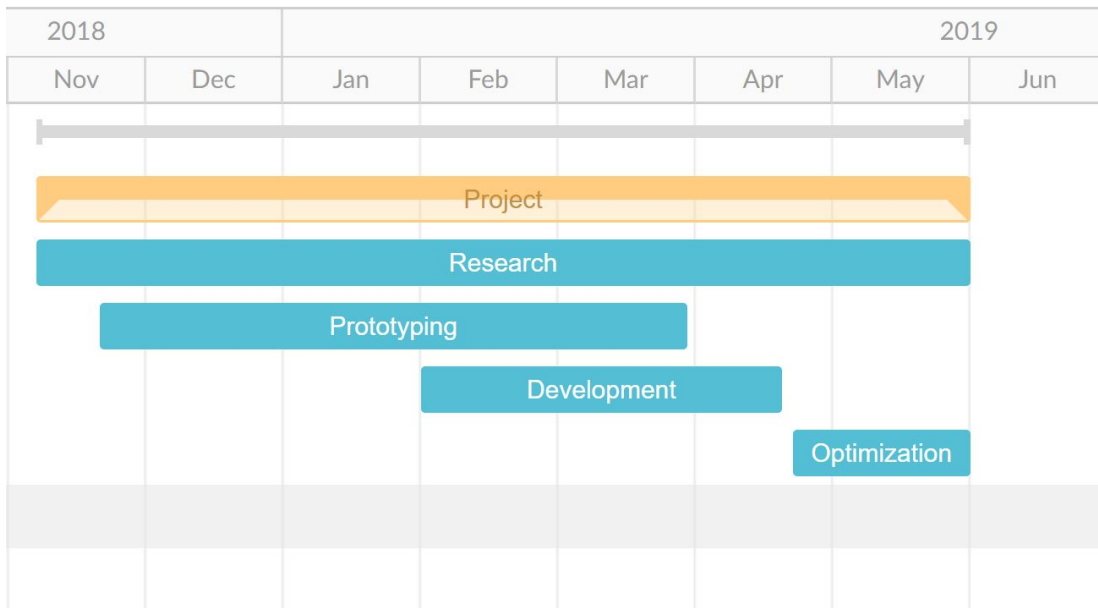 2018 2019
Nov Dec Jan Feb Mar Apr May Jun
Project
Research
Prototyping
Development
Optimization